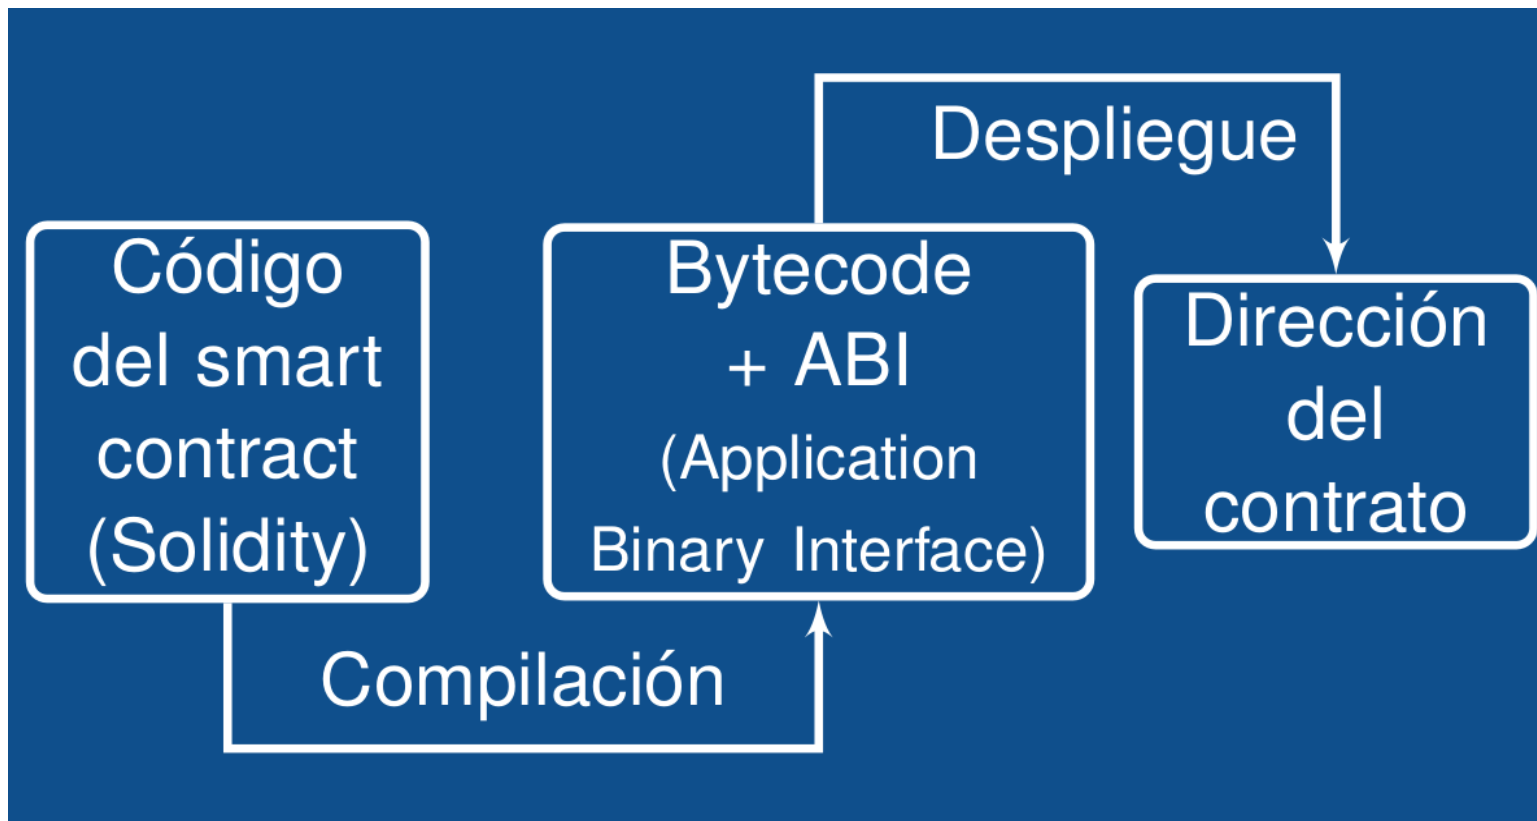 Código
del smart
contract
(Solidity)
Compilación
Bytecode
+ ABI
(Application
Binary Interface)
Despliegue
Dirección
del
contrato